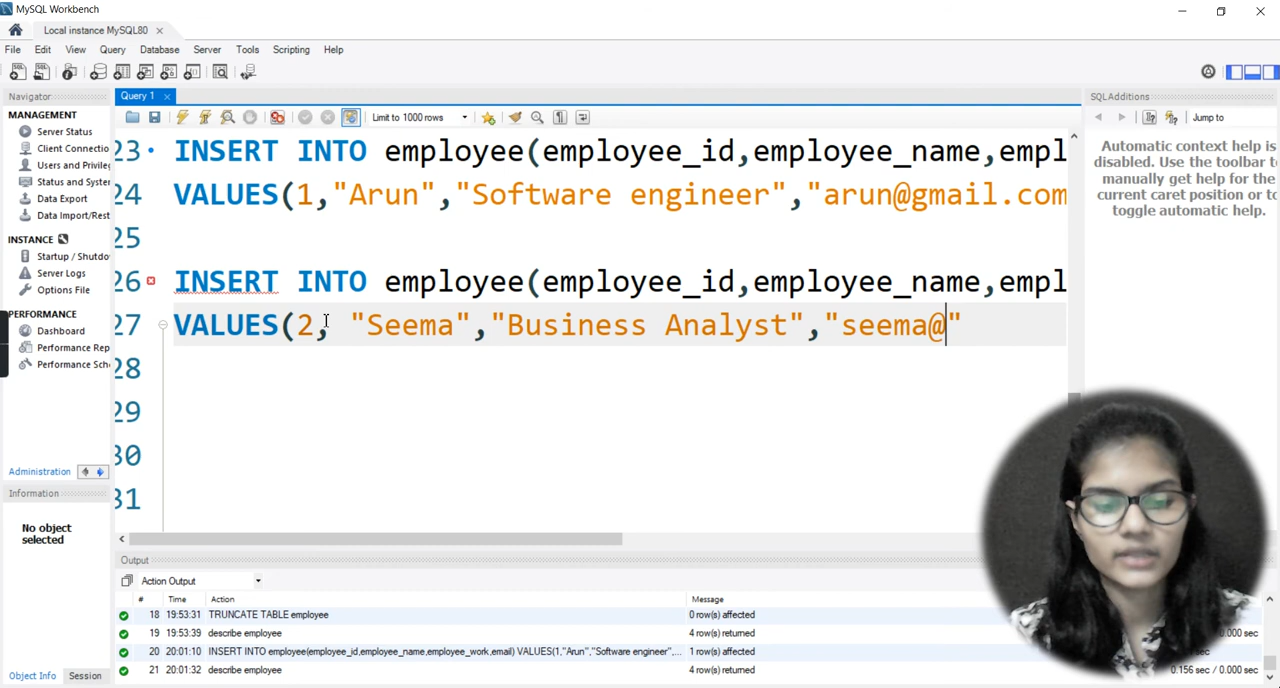 MySQL Workbench
Local instance MySQL80
File Edit View Query Database Server Tools Scripting Help
Navigator
MANAGEMENT
Server Status
Client Connectio
Users and Privileg
Status and Syster
Data Export
Data Import/Rest
INSTANCE
Startup / Shutdo
Server Logs
Options File
PERFORMANCE
Dashboard
Performance Rep
Performance Sch
Administration
Information
No object
selected
Object Info Session
Query 1
Limit to 1000 rows
23 INSERT INTO employee(employee_id,employee_name,empl
24 VALUES(1,"Arun","Software engineer","arun@gmail.com
25
26 INSERT INTO employee(employee_id,employee_name,empl
27 VALUES(2, "Seema","Business Analyst","seema@"
28
29
30
31
Output
Action Output
# Time Action Message
18 19:53:31 TRUNCATE TABLE employee 0 row(s) affected
19 19:53:39 describe employee 4 row(s) returned 0.000 sec
20 20:01:10 INSERT INTO employee(employee_id,employee_name,employee_work,email) VALUES(1,"Arun","Software engineer",... 1 row(s) affected
21 20:01:32 describe employee 4 row(s) returned 0.156 sec / 0.000 sec
SQLAdditions
Jump to
Automatic context help is
disabled. Use the toolbar t
manually get help for the
current caret position or to
toggle automatic help.